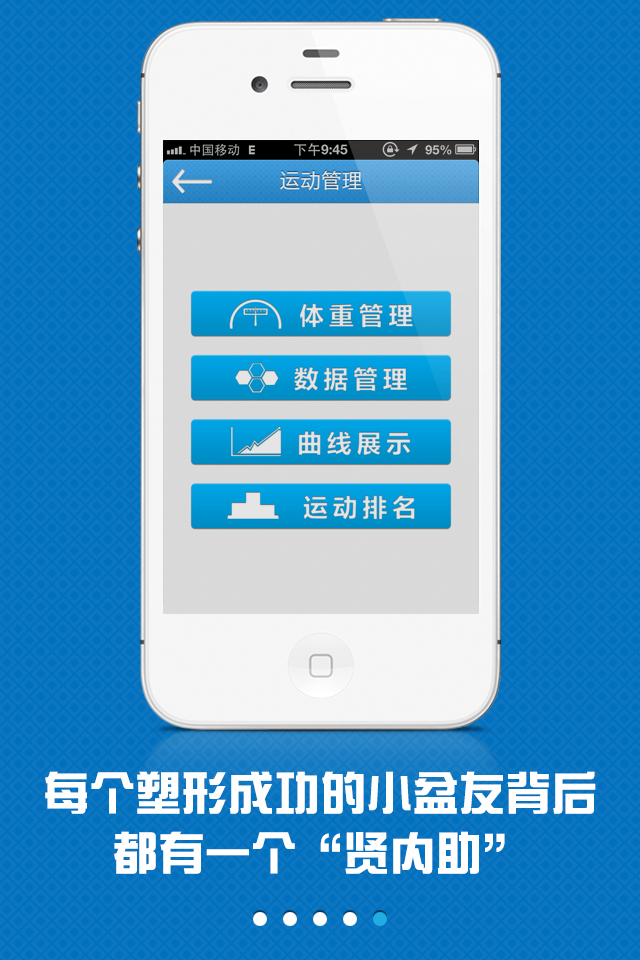 中国移动 E 下午9:45 95%
运动管理
体重管理
数据管理
曲线展示
运动排名
每个塑形成功的小盆友背后
都有一个“贤内助”